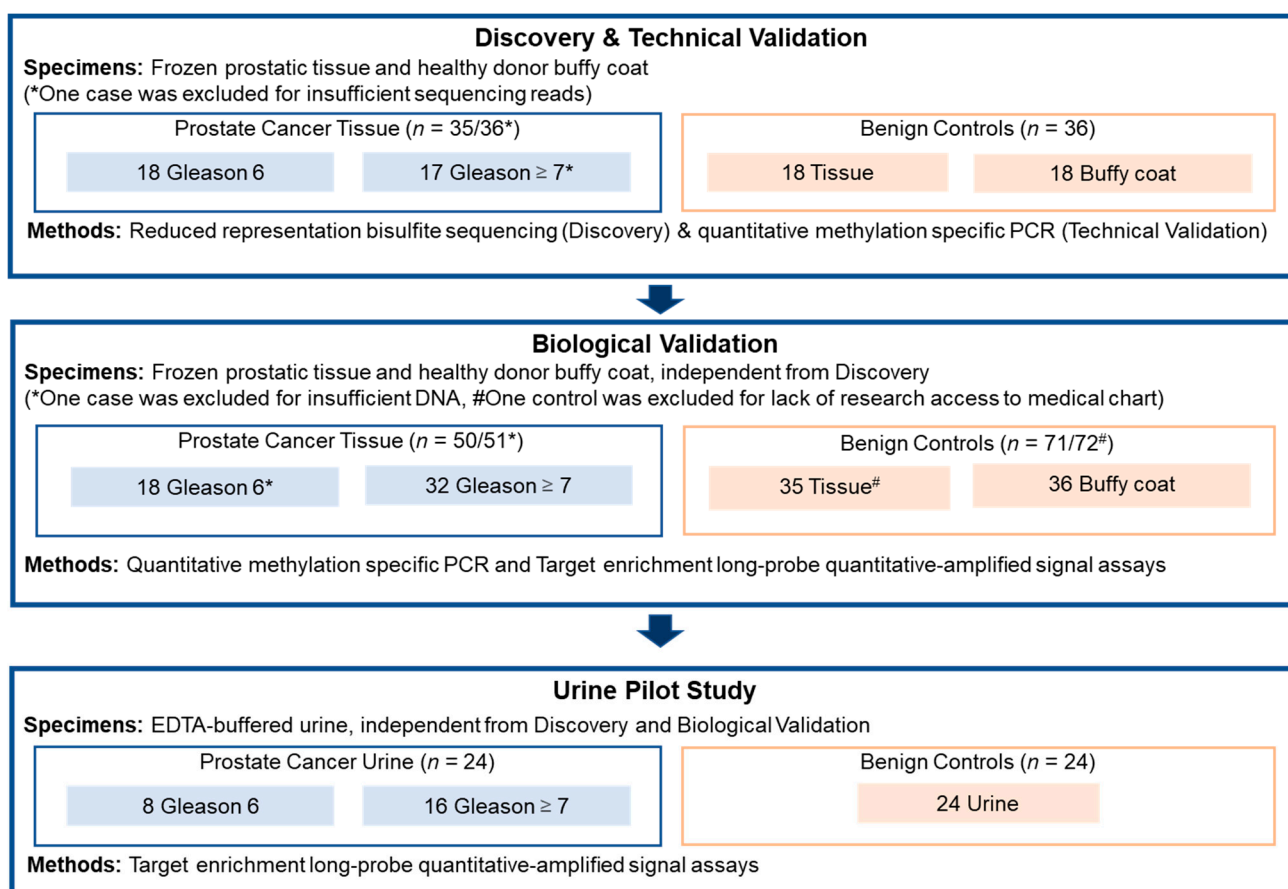 Discovery & Technical Validation
Specimens: Frozen prostatic tissue and healthy donor buffy coat
(*One case was excluded for insufficient sequencing reads)
Prostate Cancer Tissue (n = 35/36*)
18 Gleason 6
17 Gleason ≥ 7*
Benign Controls (n = 36)
18 Tissue
18 Buffy coat
Methods: Reduced representation bisulfite sequencing (Discovery) & quantitative methylation specific PCR (Technical Validation)
Biological Validation
Specimens: Frozen prostatic tissue and healthy donor buffy coat, independent from Discovery
(*One case was excluded for insufficient DNA, #One control was excluded for lack of research access to medical chart)
Prostate Cancer Tissue (n = 50/51*)
18 Gleason 6*
32 Gleason ≥ 7
Benign Controls (n = 71/72#)
35 Tissue#
36 Buffy coat
Methods: Quantitative methylation specific PCR and Target enrichment long-probe quantitative-amplified signal assays
Urine Pilot Study
Specimens: EDTA-buffered urine, independent from Discovery and Biological Validation
Prostate Cancer Urine (n = 24)
8 Gleason 6
16 Gleason ≥ 7
Benign Controls (n = 24)
24 Urine
Methods: Target enrichment long-probe quantitative-amplified signal assays